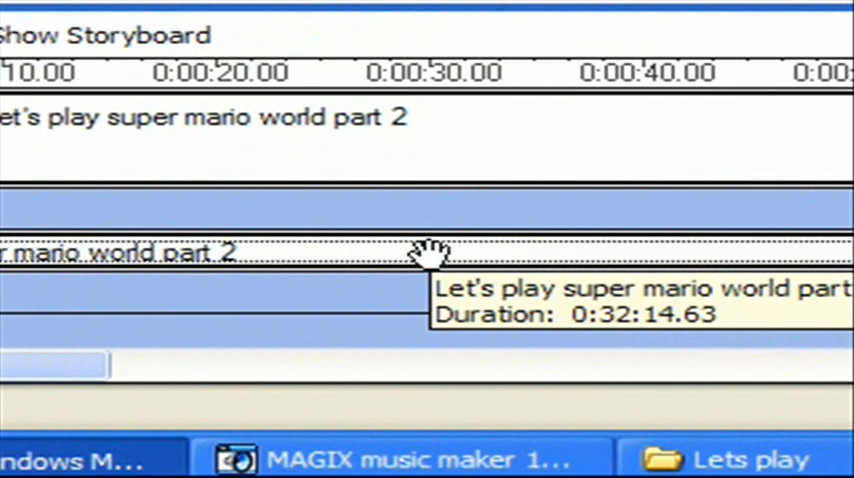 Show Storyboard
10.00 0:00:20.00 0:00:30.00 0:00:40.00 0:00:
et's play super mario world part 2
r mario world part 2
Let's play super mario world part
Duration: 0:32:14.63
ndows M... MAGIX music maker 1... Lets play